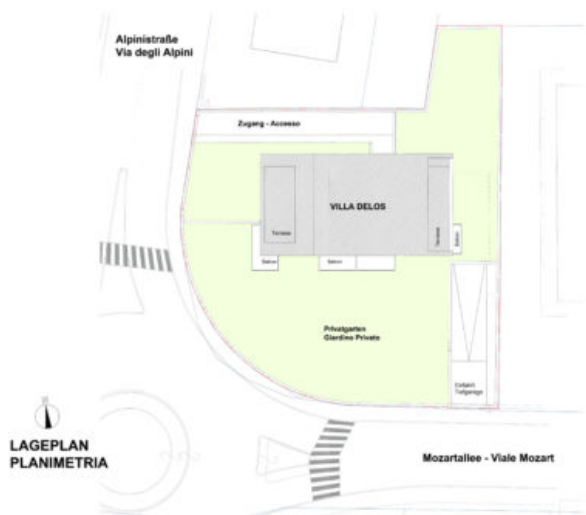 Alpinistraße
Via degli Alpini
Zugang - Accesso
VILLA DELOS
Terrasse
Terrasse
Balkon
Balkon
Balkon
Privatgarten
Giardino Privato
Einfahrt
Tiefgarage
LAGEPLAN
PLANIMETRIA
Mozartallee - Viale Mozart